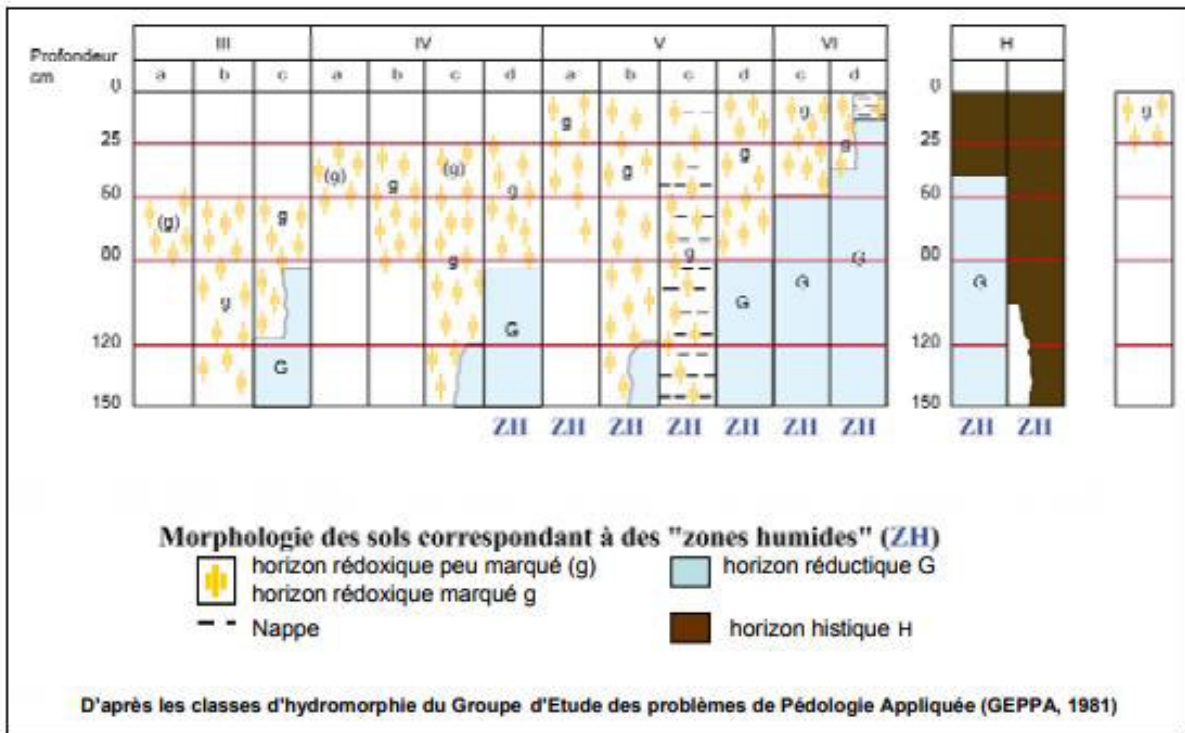 III IV V VI H
Profondeur
cm
a b c a b c d a b c d c d
0 0
g g g
g
25 25
(g) (g) g g
g g g
60 60
(g) g
g g
80 80
G G G
g G
G
120 120
G
150 150
ZH ZH ZH ZH ZH ZH ZH ZH ZH
Morphologie des sols correspondant à des "zones humides" (ZH)
horizon rédoxique peu marqué (g) horizon réductique G
horizon rédoxique marqué g
Nappe horizon histique H
D'après les classes d'hydromorphie du Groupe d'Etude des problèmes de Pédologie Appliquée (GEPPA, 1981)